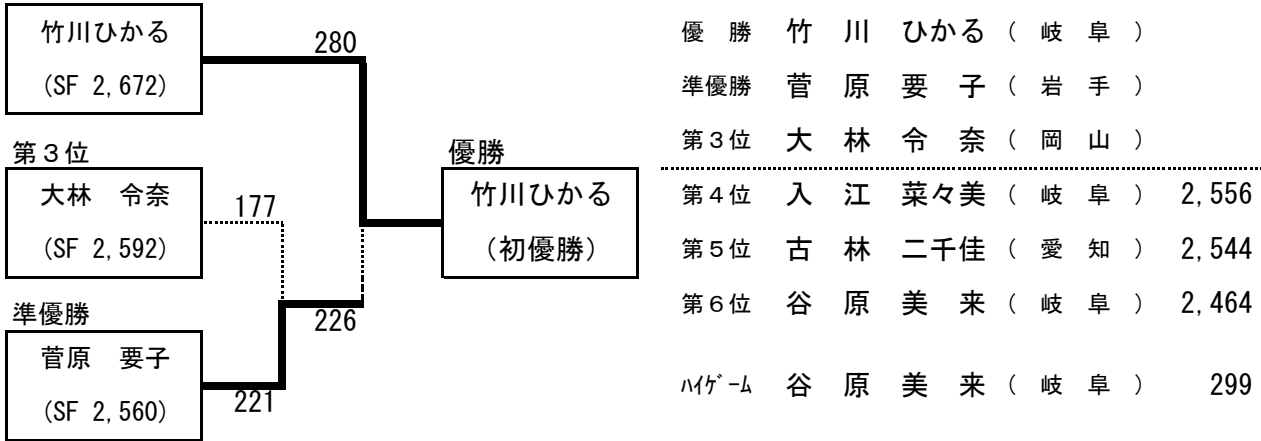 竹川ひかる
(SF 2,672)
280
第３位
大林　令奈
(SF 2,592)
177
準優勝
菅原　要子
(SF 2,560)
221
226
優勝
竹川ひかる
(初優勝)
優　勝　竹　川　ひかる（　岐　阜　）
準優勝　菅　原　要　子（　岩　手　）
第３位　大　林　令　奈（　岡　山　）
第４位　入　江　菜々美（　岐　阜　）　2,556
第５位　古　林　二千佳（　愛　知　）　2,544
第６位　谷　原　美　来（　岐　阜　）　2,464
ﾊｲｹﾞｰﾑ　谷　原　美　来（　岐　阜　）　299